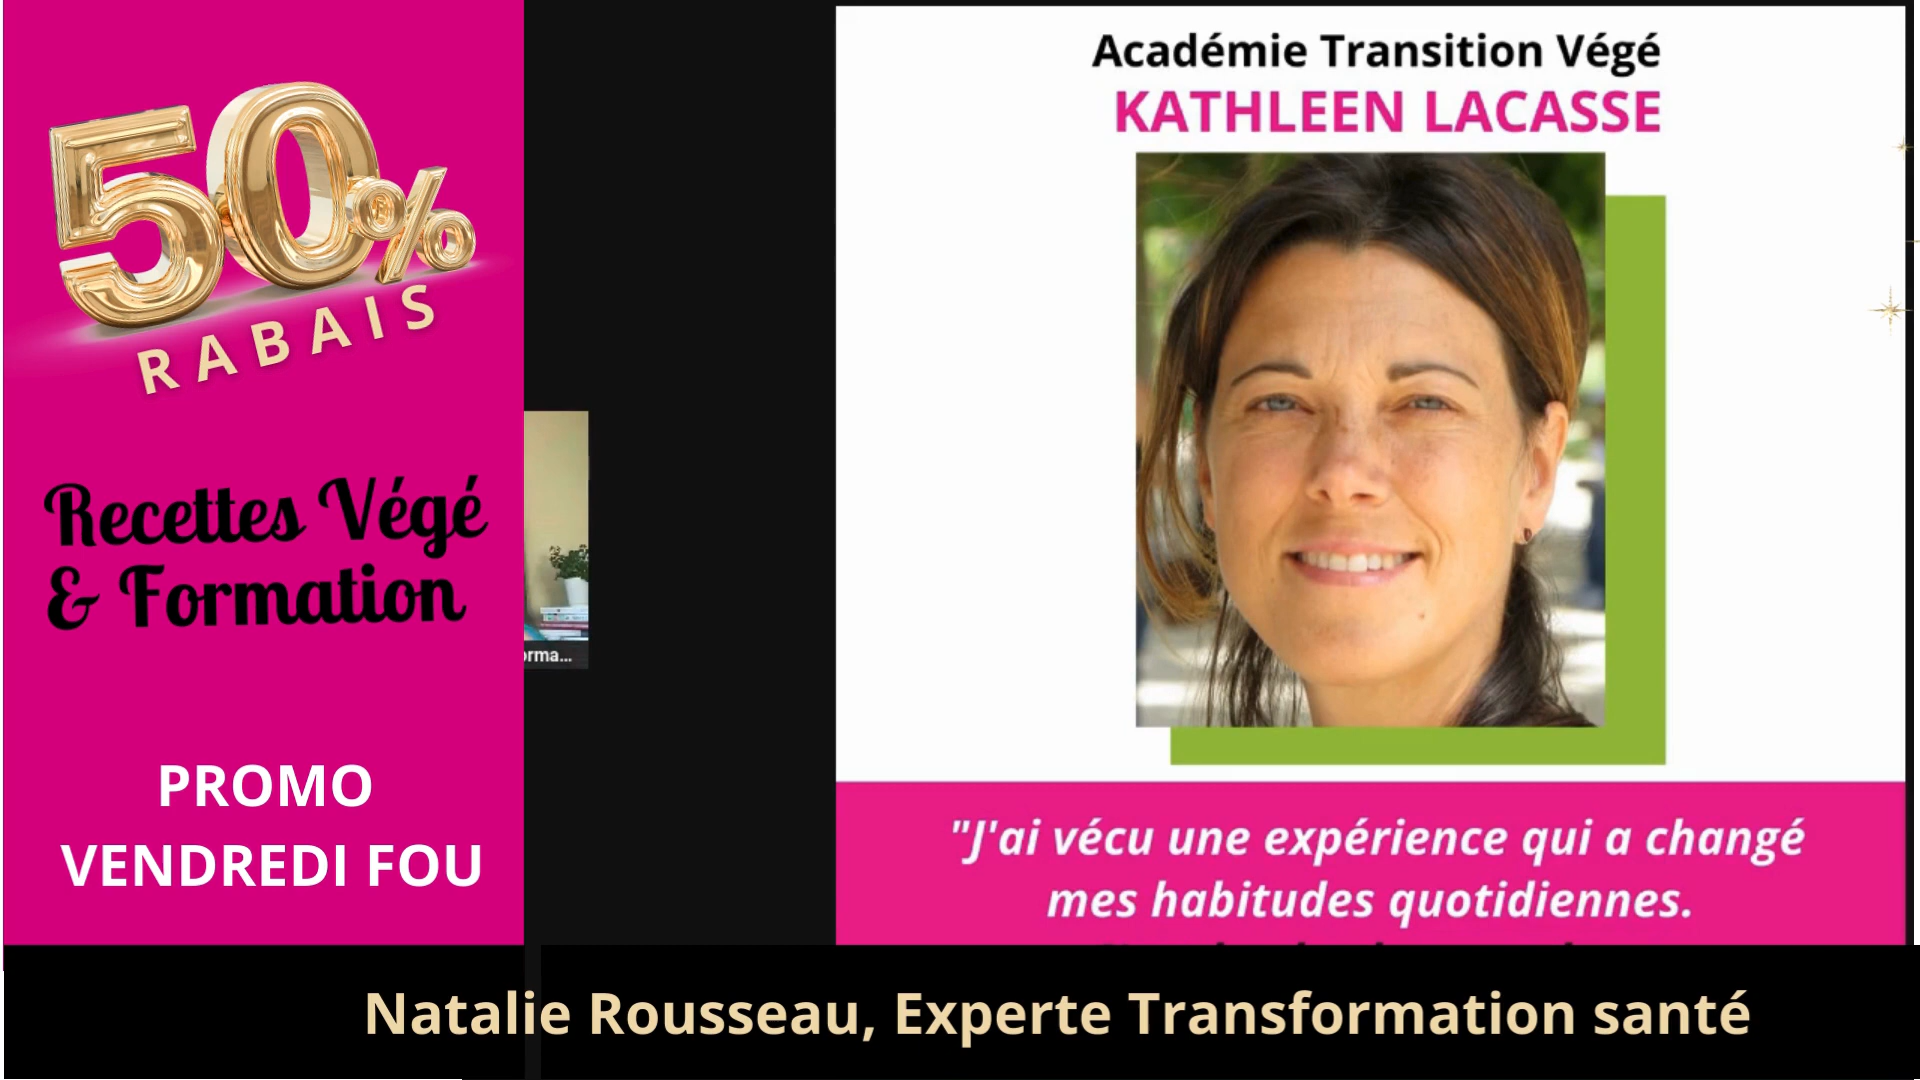 50%
RABAIS
Recettes Végé
& Formation
PROMO
VENDREDI FOU
orma...
Académie Transition Végé
KATHLEEN LACASSE
"J'ai vécu une expérience qui a changé
mes habitudes quotidiennes.
Natalie Rousseau, Experte Transformation santé